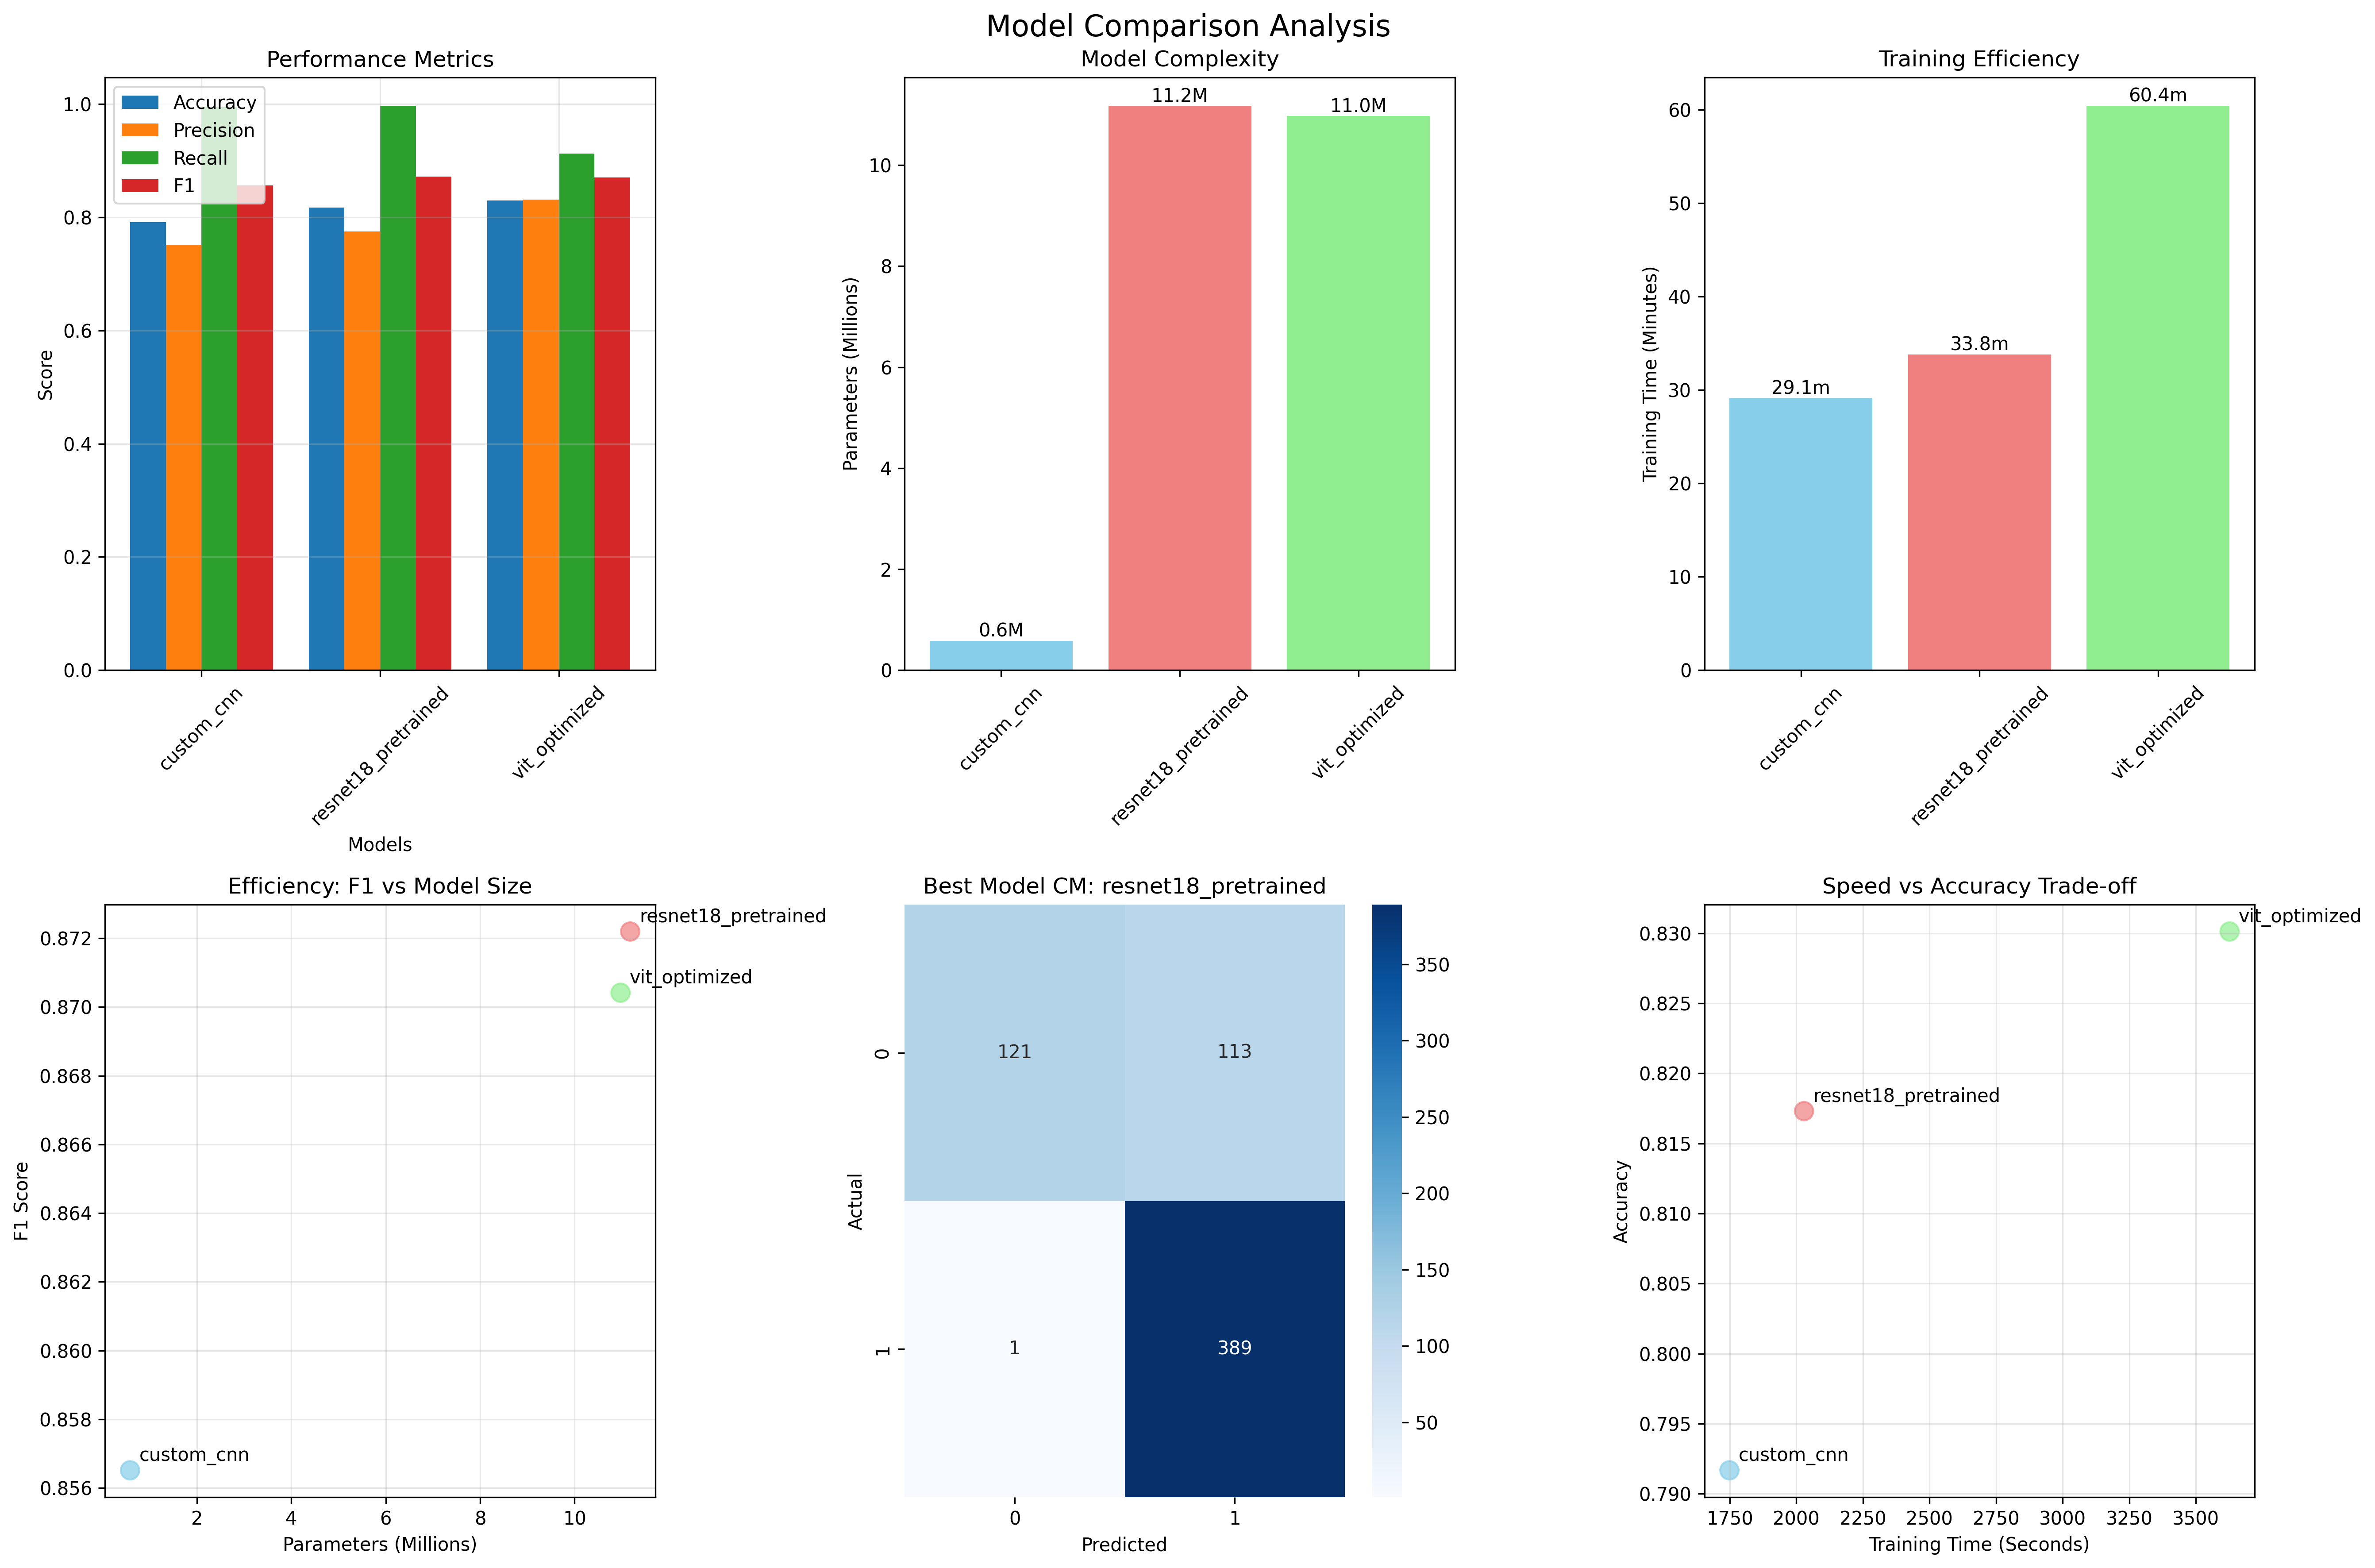 Model Comparison Analysis
Performance Metrics
Accuracy
Precision
Recall
F1
1.0
0.8
0.6
0.4
0.2
0.0
Score
custom_cnn
resnet18_pretrained
vit_optimized
Models
Model Complexity
11.2M
11.0M
0.6M
10
8
6
4
2
0
Parameters (Millions)
custom_cnn
resnet18_pretrained
vit_optimized
Training Efficiency
60.4m
33.8m
29.1m
60
50
40
30
20
10
0
Training Time (Minutes)
custom_cnn
resnet18_pretrained
vit_optimized
Efficiency: F1 vs Model Size
resnet18_pretrained
vit_optimized
custom_cnn
0.872
0.870
0.868
0.866
0.864
0.862
0.860
0.858
0.856
F1 Score
2 4 6 8 10
Parameters (Millions)
Best Model CM: resnet18_pretrained
121 113
1 389
0
1
Actual
0 1
Predicted
350
300
250
200
150
100
50
Speed vs Accuracy Trade-off
vit_optimized
resnet18_pretrained
custom_cnn
0.830
0.825
0.820
0.815
0.810
0.805
0.800
0.795
0.790
Accuracy
1750 2000 2250 2500 2750 3000 3250 3500
Training Time (Seconds)